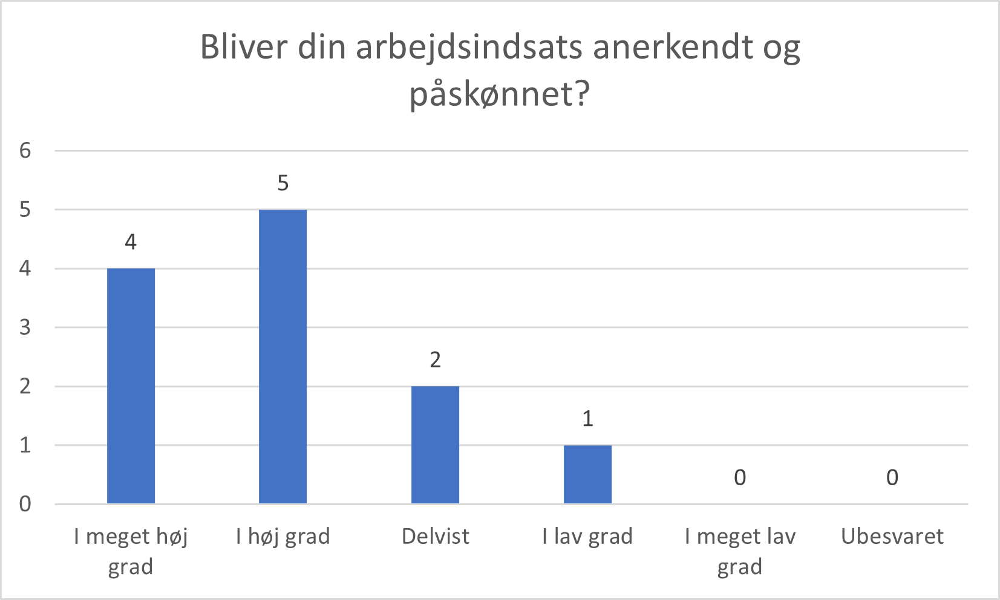 Bliver din arbejdsindsats anerkendt og
påskønnet?
6
5
4
3
2
1
0
4
5
2
1
0
0
I meget høj
grad
I høj grad
Delvist
I lav grad
I meget lav
grad
Ubesvaret